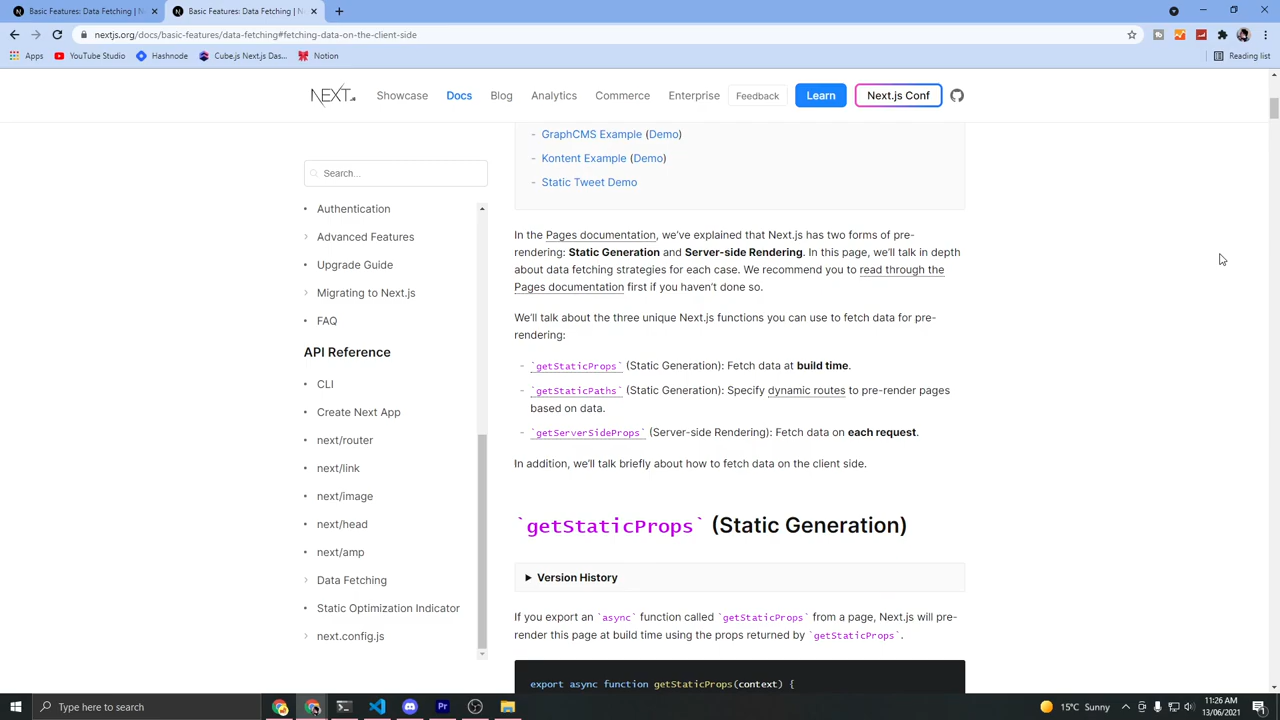 Basic Features: Data Fetching | N
Basic Features: Data Fetching | N
nextjs.org/docs/basic-features/data-fetching#fetching-data-on-the-client-side
Apps
YouTube
Hashnode
Cube.js Next.js Das...
Notion
Reading list
NEXT.js
Showcase
Docs
Blog
Analytics
Commerce
Enterprise
Feedback
Learn
Next.js Conf
Search...
Authentication
Advanced Features
Upgrade Guide
Migrating to Next.js
FAQ
API Reference
CLI
Create Next App
next/router
next/link
next/image
next/head
next/amp
Data Fetching
Static Optimization Indicator
next.config.js
- GraphCMS Example (Demo)
- Kontent Example (Demo)
- Static Tweet Demo
In the Pages documentation, we've explained that Next.js has two forms of pre-
rendering: Static Generation and Server-side Rendering. In this page, we'll talk in depth
about data fetching strategies for each case. We recommend you to read through the
Pages documentation first if you haven't done so.
We'll talk about the three unique Next.js functions you can use to fetch data for pre-
rendering:
- `getStaticProps` (Static Generation): Fetch data at build time.
- `getStaticPaths` (Static Generation): Specify dynamic routes to pre-render pages
based on data.
- `getServerSideProps` (Server-side Rendering): Fetch data on each request.
In addition, we'll talk briefly about how to fetch data on the client side.
`getStaticProps` (Static Generation)
Version History
If you export an `async` function called `getStaticProps` from a page, Next.js will pre-
render this page at build time using the props returned by `getStaticProps`.
export async function getStaticProps(context) {
Type here to search
15°C Sunny
11:26 AM
13/06/2021